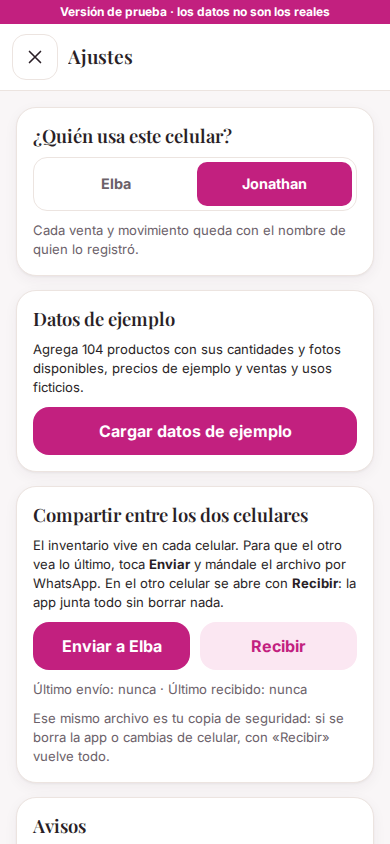 Versión de prueba · los datos no son los reales
Ajustes
¿Quién usa este celular?
Elba
Jonathan
Cada venta y movimiento queda con el nombre de
quien lo registró.
Datos de ejemplo
Agrega 104 productos con sus cantidades y fotos
disponibles, precios de ejemplo y ventas y usos
ficticios.
Cargar datos de ejemplo
Compartir entre los dos celulares
El inventario vive en cada celular. Para que el otro
vea lo último, toca Enviar y mándale el archivo por
WhatsApp. En el otro celular se abre con Recibir: la
app junta todo sin borrar nada.
Enviar a Elba
Recibir
Último envío: nunca · Último recibido: nunca
Ese mismo archivo es tu copia de seguridad: si se
borra la app o cambias de celular, con «Recibir»
vuelve todo.
Avisos